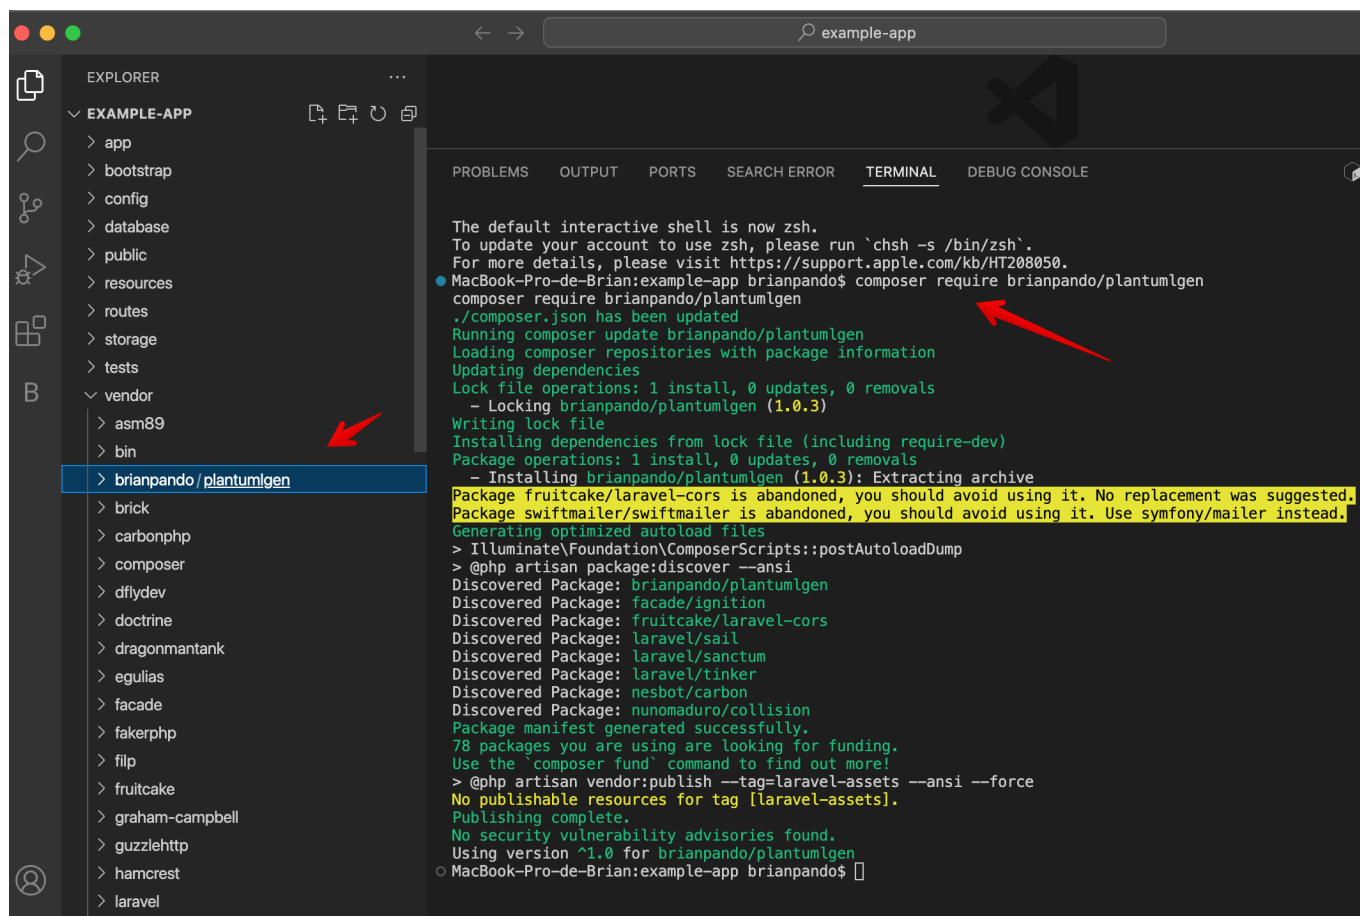 example-app
EXPLORER
EXAMPLE-APP
app
bootstrap
config
database
public
resources
routes
storage
tests
vendor
asm89
bin
brianpando/plantumlgen
brick
carbonphp
composer
dflydev
doctrine
dragonmantank
egulias
facade
fakerphp
filp
fruitcake
graham-campbell
guzzlehttp
hamcrest
laravel
B
PROBLEMS OUTPUT PORTS SEARCH ERROR TERMINAL DEBUG CONSOLE
The default interactive shell is now zsh.
To update your account to use zsh, please run `chsh -s /bin/zsh`.
For more details, please visit https://support.apple.com/kb/HT208050.
MacBook-Pro-de-Brian:example-app brianpando$ composer require brianpando/plantumlgen
composer require brianpando/plantumlgen
./composer.json has been updated
Running composer update brianpando/plantumlgen
Loading composer repositories with package information
Updating dependencies
Lock file operations: 1 install, 0 updates, 0 removals
- Locking brianpando/plantumlgen (1.0.3)
Writing lock file
Installing dependencies from lock file (including require-dev)
Package operations: 1 install, 0 updates, 0 removals
- Installing brianpando/plantumlgen (1.0.3): Extracting archive
Package fruitcake/laravel-cors is abandoned, you should avoid using it. No replacement was suggested.
Package swiftmailer/swiftmailer is abandoned, you should avoid using it. Use symfony/mailer instead.
Generating optimized autoload files
> Illuminate\Foundation\ComposerScripts::postAutoloadDump
> @php artisan package:discover --ansi
Discovered Package: brianpando/plantumlgen
Discovered Package: facade/ignition
Discovered Package: fruitcake/laravel-cors
Discovered Package: laravel/sail
Discovered Package: laravel/sanctum
Discovered Package: laravel/tinker
Discovered Package: nesbot/carbon
Discovered Package: nunomaduro/collision
Package manifest generated successfully.
78 packages you are using are looking for funding.
Use the `composer fund` command to find out more!
> @php artisan vendor:publish --tag=laravel-assets --ansi --force
No publishable resources for tag [laravel-assets].
Publishing complete.
No security vulnerability advisories found.
Using version ^1.0 for brianpando/plantumlgen
MacBook-Pro-de-Brian:example-app brianpando$